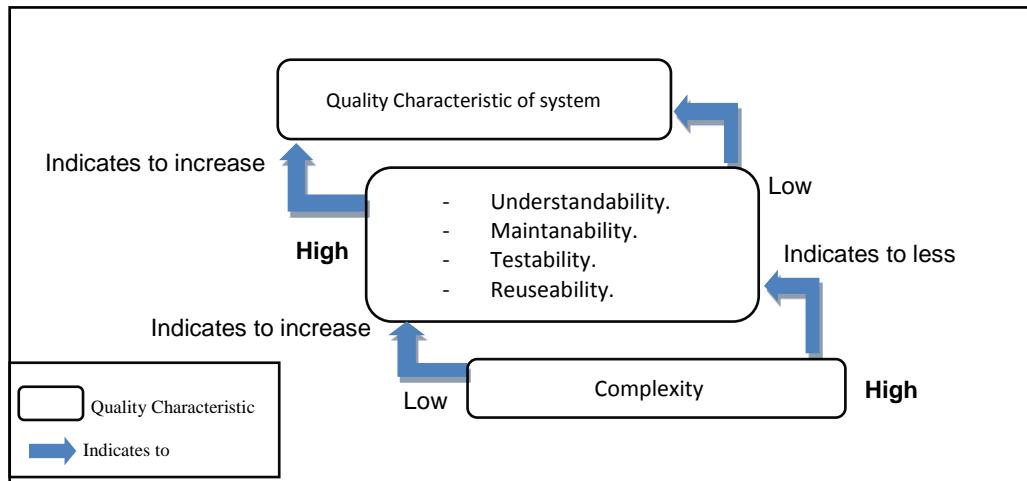 Quality Characteristic of system
Indicates to increase
Low
- Understandability.
- Maintanability.
- Testability.
- Reuseability.
High
Indicates to less
Indicates to increase
Complexity
Low
High
Quality Characteristic
Indicates to